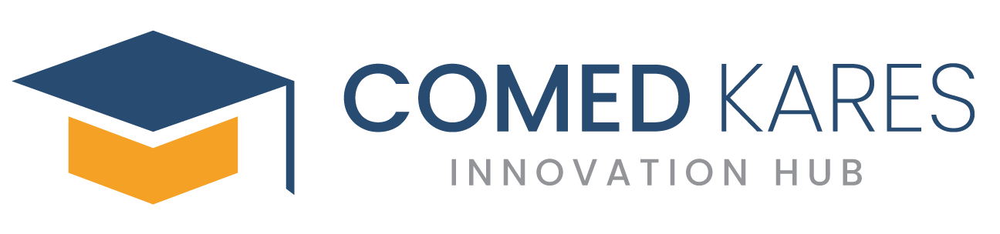 COMED KARES
INNOVATION HUB